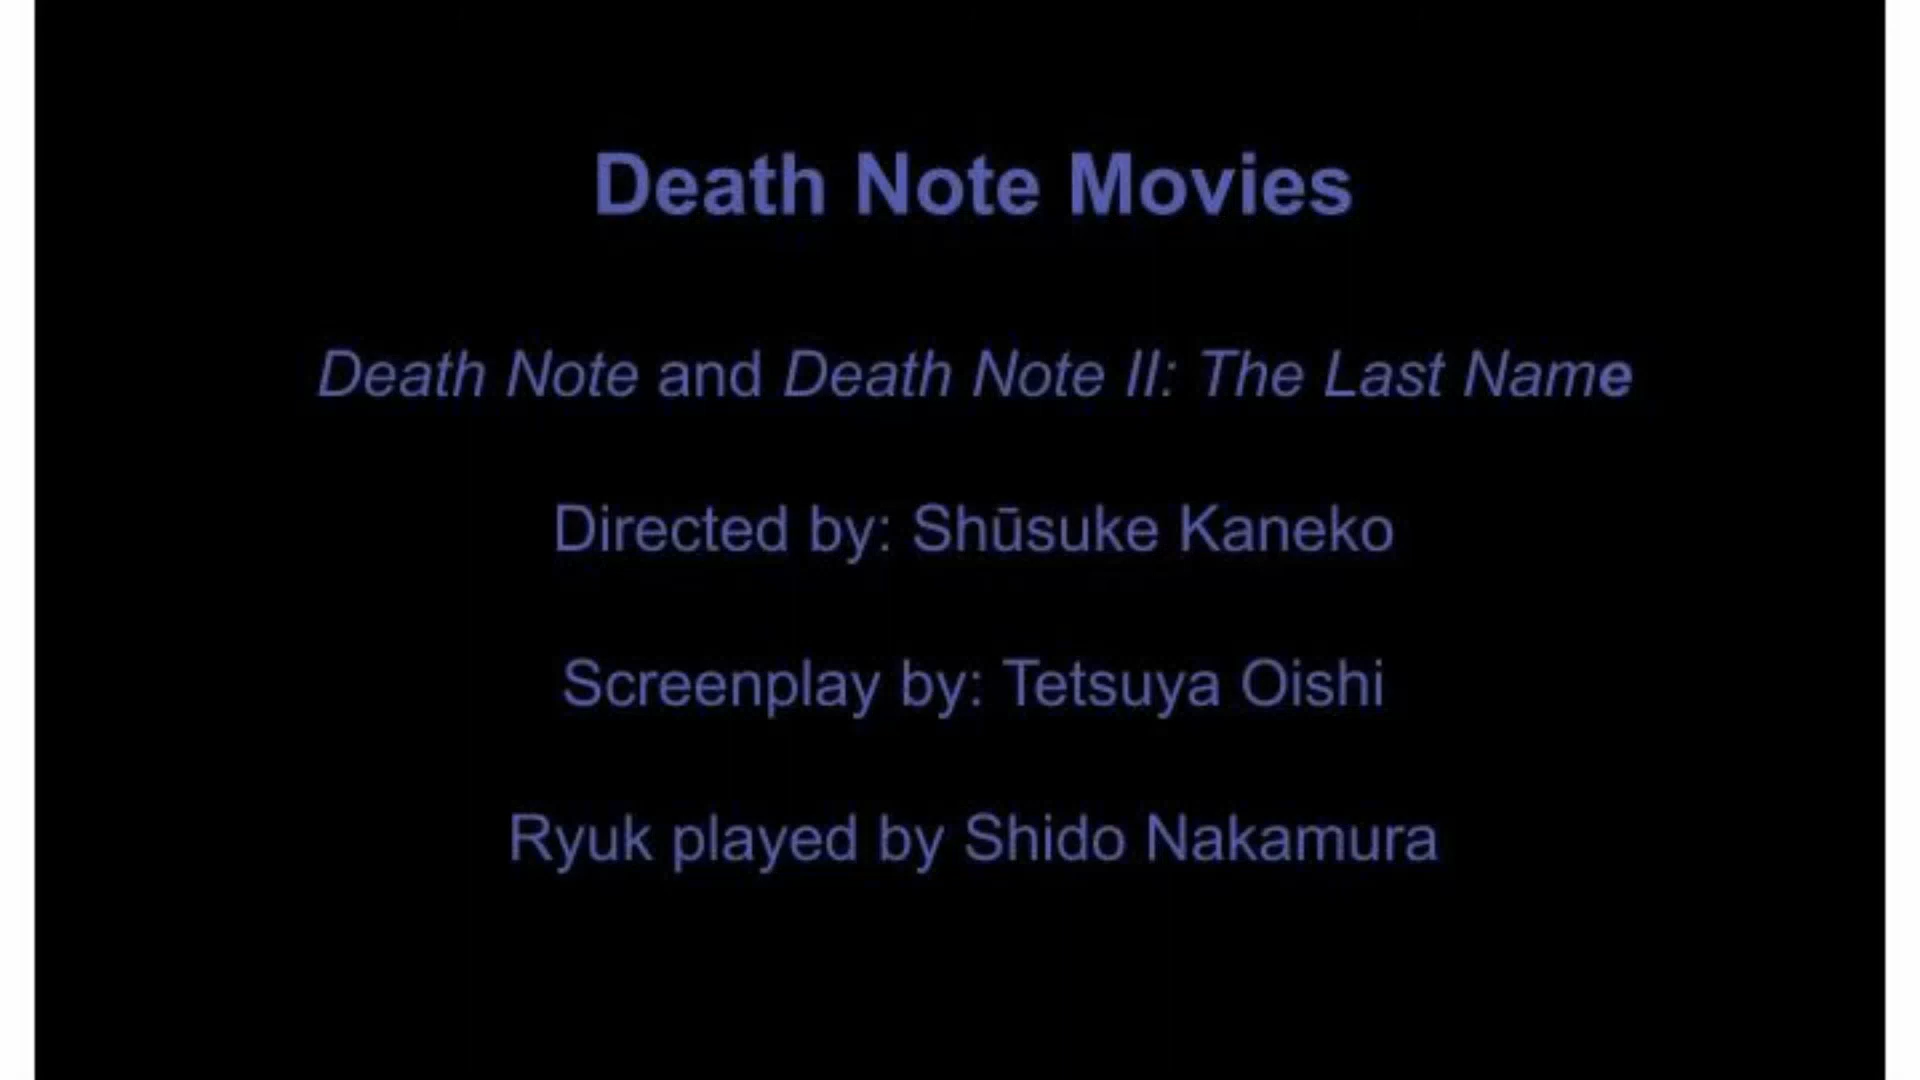 Death Note Movies
Death Note and Death Note II: The Last Name
Directed by: Shūsuke Kaneko
Screenplay by: Tetsuya Oishi
Ryuk played by Shido Nakamura